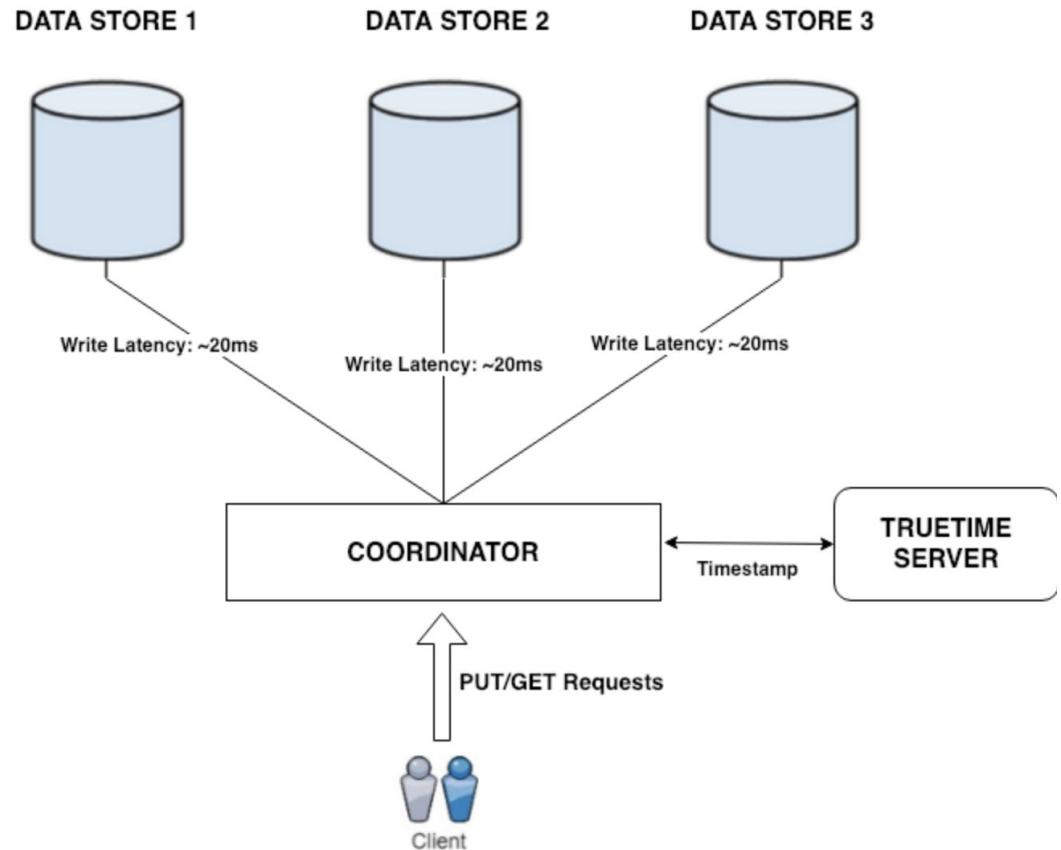 DATA STORE 1
DATA STORE 2
DATA STORE 3
Write Latency: ~20ms
Write Latency: ~20ms
Write Latency: ~20ms
COORDINATOR
TRUETIME
SERVER
Timestamp
PUT/GET Requests
Client